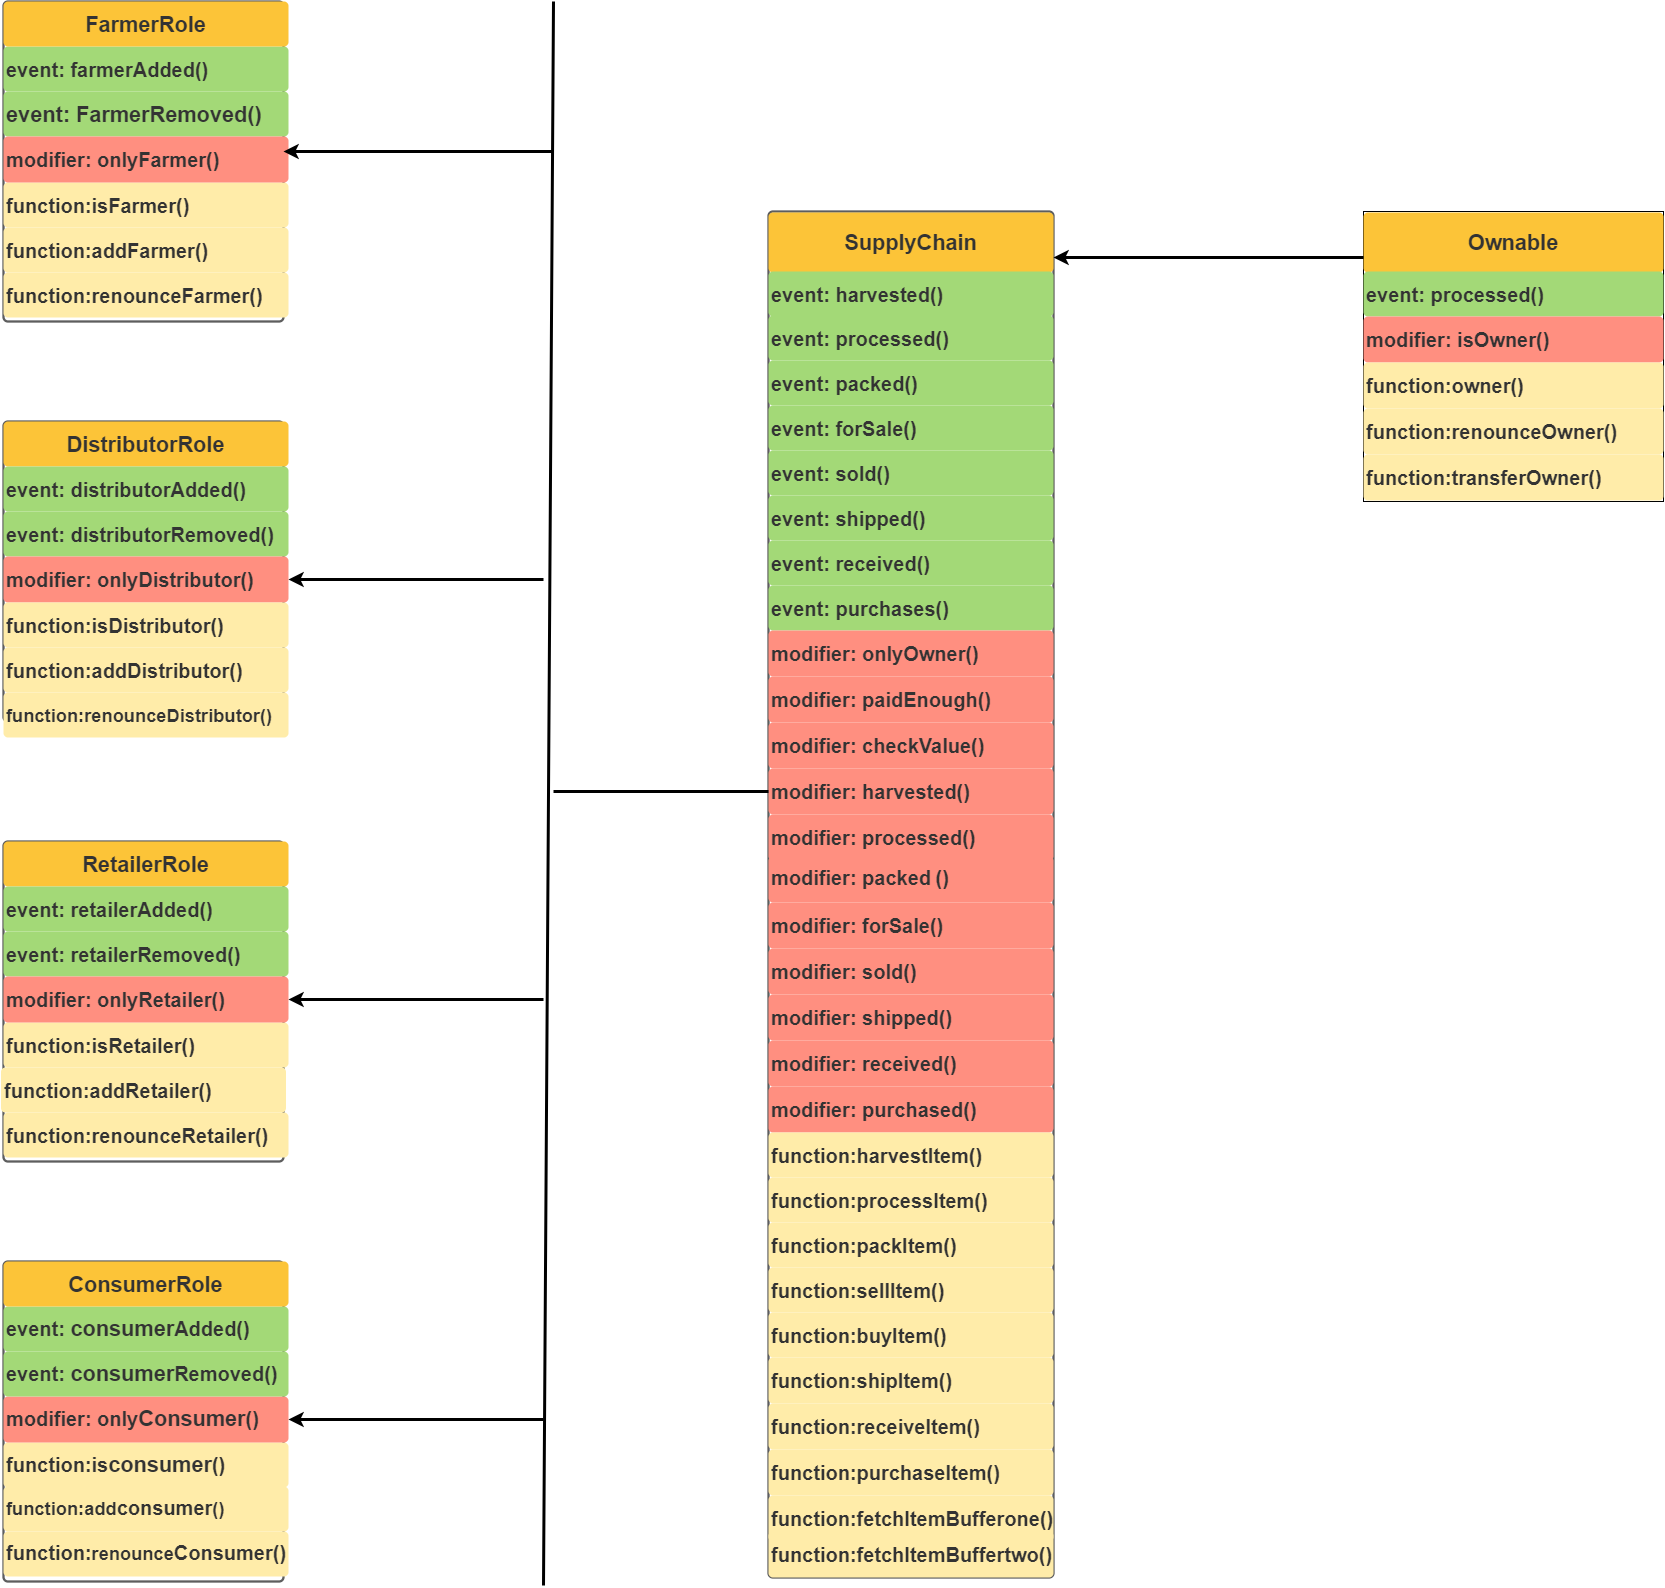 FarmerRole
event: farmerAdded()
event: FarmerRemoved()
modifier: onlyFarmer()
function:isFarmer()
function:addFarmer()
function:renounceFarmer()
DistributorRole
event: distributorAdded()
event: distributorRemoved()
modifier: onlyDistributor()
function:isDistributor()
function:addDistributor()
function:renounceDistributor()
RetailerRole
event: retailerAdded()
event: retailerRemoved()
modifier: onlyRetailer()
function:isRetailer()
function:addRetailer()
function:renounceRetailer()
ConsumerRole
event: consumerAdded()
event: consumerRemoved()
modifier: onlyConsumer()
function:isconsumer()
function:addconsumer()
function:renounceConsumer()
SupplyChain
event: harvested()
event: processed()
event: packed()
event: forSale()
event: sold()
event: shipped()
event: received()
event: purchases()
modifier: onlyOwner()
modifier: paidEnough()
modifier: checkValue()
modifier: harvested()
modifier: processed()
modifier: packed ()
modifier: forSale()
modifier: sold()
modifier: shipped()
modifier: received()
modifier: purchased()
function:harvestItem()
function:processItem()
function:packItem()
function:sellItem()
function:buyItem()
function:shipItem()
function:receiveItem()
function:purchaseItem()
function:fetchItemBufferone()
function:fetchItemBuffertwo()
Ownable
event: processed()
modifier: isOwner()
function:owner()
function:renounceOwner()
function:transferOwner()